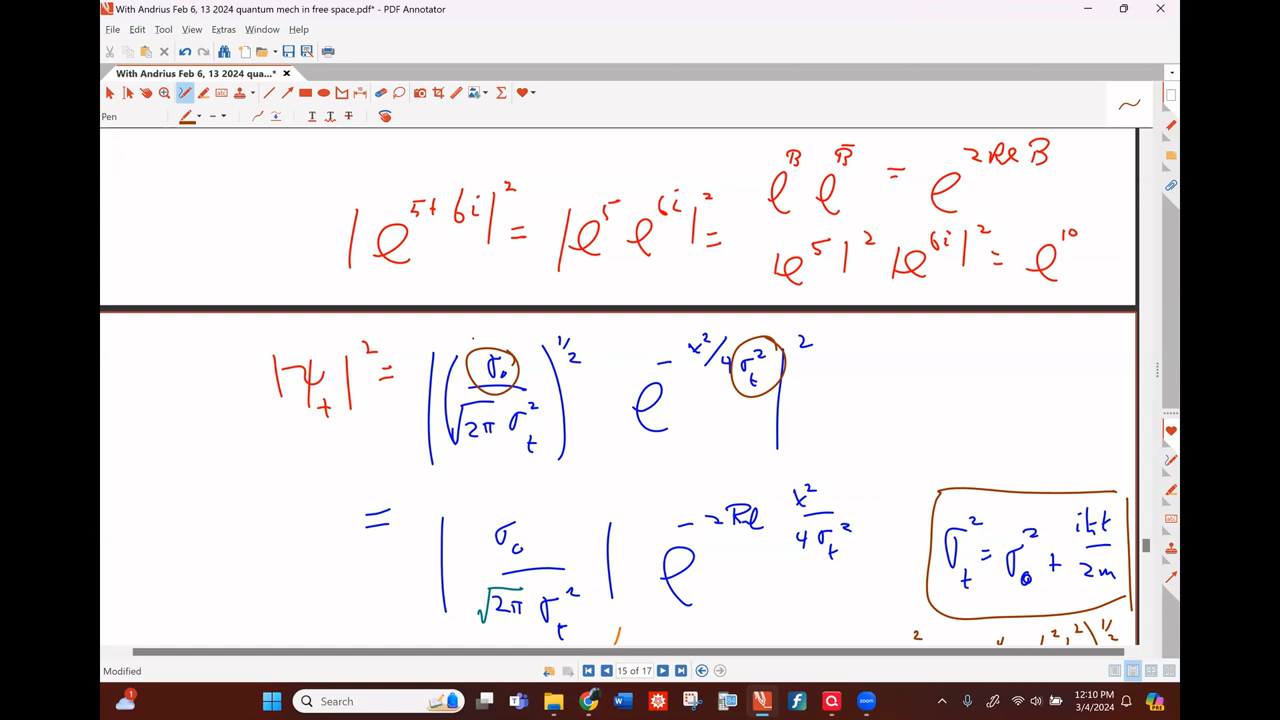 With Andrius Feb 6, 13 2024 quantum mech in free space.pdf* - PDF Annotator
File Edit Tool View Extras Window Help
With Andrius Feb 6, 13 2024 qua...*
Pen
e^B e^B̅ = e^{2 Re B}
|e^{5+6i}|^2 = |e^5 e^{6i}|^2 = |e^5|^2 |e^{6i}|^2 = e^{10}
|ψ_t|^2 = |(σ_0 / √2π σ_t^2)^{1/2} e^{-x^2/4σ_t^2}|^2
= |σ_0 / √2π σ_t^2| e^{-2Re x^2/4σ_t^2}
σ_t^2 = σ_0^2 + iħt/2m
Modified
15 of 17
Search
12:10 PM
3/4/2024